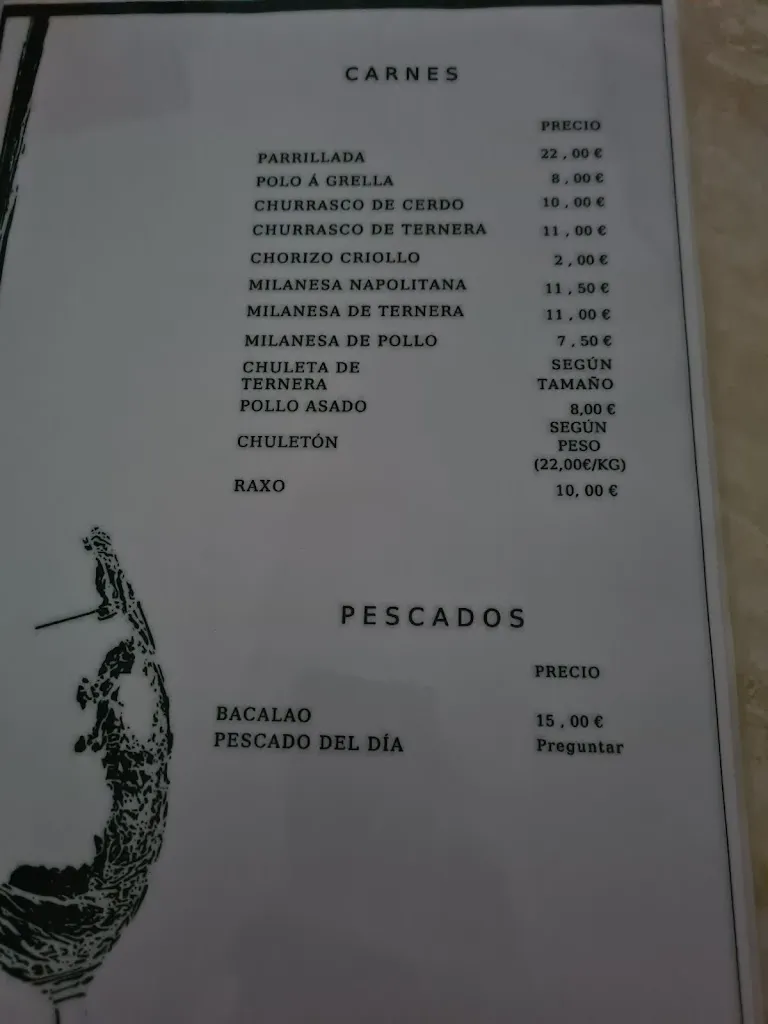 CARNES
PRECIO
PARRILLADA 22,00 €
POLO Á GRELLA 8,00 €
CHURRASCO DE CERDO 10,00 €
CHURRASCO DE TERNERA 11,00 €
CHORIZO CRIOLLO 2,00 €
MILANESA NAPOLITANA 11,50 €
MILANESA DE TERNERA 11,00 €
MILANESA DE POLLO 7,50 €
CHULETA DE SEGÚN
TERNERA TAMAÑO
POLLO ASADO 8,00 €
SEGÚN
CHULETÓN PESO
(22,00€/KG)
RAXO 10,00 €
PESCADOS
PRECIO
BACALAO 15,00 €
PESCADO DEL DÍA Preguntar